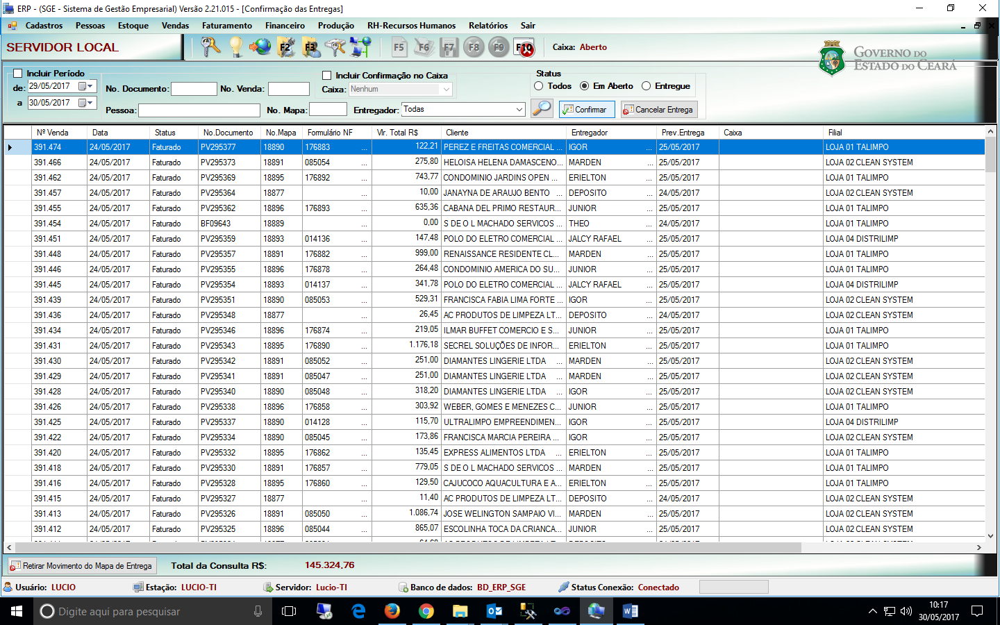 ERP - (SGE - Sistema de Gestão Empresarial) Versão 2.21.015 - [Confirmação das Entregas]
Cadastros Pessoas Estoque Vendas Faturamento Financeiro Produção RH-Recursos Humanos Relatórios Sair
SERVIDOR LOCAL F2 F3 F5 F6 F7 F8 F9 F10 Caixa: Aberto
GOVERNO DO
ESTADO DO CEARÁ
Incluir Período Incluir Confirmação no Caixa Status
de: 29/05/2017 No. Documento: No. Venda: Caixa: Nenhum Todos Em Aberto Entregue
a 30/05/2017 Pessoa: No. Mapa: Entregador: Todas Confirmar Cancelar Entrega
Nº Venda Data Status No.Documento No.Mapa Formulário NF Vlr. Total R$ Cliente Entregador Prev.Entrega Caixa Filial
391.474 24/05/2017 Faturado PV295377 18890 176883 ... 122,21 PEREZ E FREITAS COMERCIAL ... IGOR ... 25/05/2017 LOJA 01 TALIMPO
391.466 24/05/2017 Faturado PV295373 18891 085054 ... 275,80 HELOISA HELENA DAMASCENO... MARDEN ... 25/05/2017 LOJA 02 CLEAN SYSTEM
391.462 24/05/2017 Faturado PV295369 18895 176892 ... 743,77 CONDOMINIO JARDINS OPEN ... ERIELTON ... 25/05/2017 LOJA 01 TALIMPO
391.457 24/05/2017 Faturado PV295364 18877 ... 10,00 JANAYNA DE ARAUJO BENTO ... DEPOSITO ... 24/05/2017 LOJA 02 CLEAN SYSTEM
391.455 24/05/2017 Faturado PV295362 18896 176893 ... 635,36 CABANA DEL PRIMO RESTAUR... JUNIOR ... 25/05/2017 LOJA 01 TALIMPO
391.454 24/05/2017 Faturado BF09643 18889 ... 0,00 S DE O L MACHADO SERVICOS ... THEO ... 24/05/2017 LOJA 01 TALIMPO
391.451 24/05/2017 Faturado PV295359 18893 014136 ... 147,48 POLO DO ELETRO COMERCIAL ... JALCY RAFAEL ... 25/05/2017 LOJA 04 DISTRILIMP
391.448 24/05/2017 Faturado PV295357 18891 176882 ... 999,00 RENAISSANCE RESIDENTE CL... MARDEN ... 25/05/2017 LOJA 01 TALIMPO
391.446 24/05/2017 Faturado PV295355 18896 176878 ... 264,48 CONDOMINIO AMERICA DO SU... JUNIOR ... 25/05/2017 LOJA 01 TALIMPO
391.445 24/05/2017 Faturado PV295354 18893 014137 ... 341,78 POLO DO ELETRO COMERCIAL ... JALCY RAFAEL ... 25/05/2017 LOJA 04 DISTRILIMP
391.439 24/05/2017 Faturado PV295351 18890 085053 ... 529,31 FRANCISCA FABIA LIMA FORTE ... IGOR ... 25/05/2017 LOJA 02 CLEAN SYSTEM
391.436 24/05/2017 Faturado PV295348 18877 ... 26,45 AC PRODUTOS DE LIMPEZA LT... DEPOSITO ... 24/05/2017 LOJA 02 CLEAN SYSTEM
391.434 24/05/2017 Faturado PV295346 18896 176874 ... 219,05 ILMAR BUFFET COMERCIO E S... JUNIOR ... 25/05/2017 LOJA 01 TALIMPO
391.431 24/05/2017 Faturado PV295343 18895 176890 ... 1.176,18 SECREL SOLUÇÕES DE INFOR... ERIELTON ... 25/05/2017 LOJA 01 TALIMPO
391.430 24/05/2017 Faturado PV295342 18891 085052 ... 251,00 DIAMANTES LINGERIE LTDA ... MARDEN ... 25/05/2017 LOJA 02 CLEAN SYSTEM
391.429 24/05/2017 Faturado PV295341 18891 085047 ... 251,00 DIAMANTES LINGERIE LTDA ... MARDEN ... 25/05/2017 LOJA 02 CLEAN SYSTEM
391.428 24/05/2017 Faturado PV295340 18890 085048 ... 318,20 DIAMANTES LINGERIE LTDA ... IGOR ... 25/05/2017 LOJA 02 CLEAN SYSTEM
391.426 24/05/2017 Faturado PV295338 18896 176858 ... 303,92 WEBER, GOMES E MENEZES C... JUNIOR ... 25/05/2017 LOJA 01 TALIMPO
391.425 24/05/2017 Faturado PV295337 18890 014128 ... 115,70 ULTRALIMPO EMPREENDIMEN... IGOR ... 25/05/2017 LOJA 04 DISTRILIMP
391.422 24/05/2017 Faturado PV295334 18890 085045 ... 173,86 FRANCISCA MARCIA PEREIRA ... IGOR ... 25/05/2017 LOJA 02 CLEAN SYSTEM
391.420 24/05/2017 Faturado PV295332 18895 176862 ... 135,45 EXPRESS ALIMENTOS LTDA ... ERIELTON ... 25/05/2017 LOJA 01 TALIMPO
391.418 24/05/2017 Faturado PV295330 18891 176857 ... 779,05 S DE O L MACHADO SERVICOS ... MARDEN ... 25/05/2017 LOJA 01 TALIMPO
391.416 24/05/2017 Faturado PV295328 18895 176860 ... 129,50 CAJUCOCO AQUACULTURA E A... ERIELTON ... 25/05/2017 LOJA 01 TALIMPO
391.415 24/05/2017 Faturado PV295327 18877 ... 11,40 AC PRODUTOS DE LIMPEZA LT... DEPOSITO ... 24/05/2017 LOJA 02 CLEAN SYSTEM
391.413 24/05/2017 Faturado PV295326 18891 085050 ... 1.086,74 JOSE WELINGTON SAMPAIO VI... MARDEN ... 25/05/2017 LOJA 02 CLEAN SYSTEM
391.412 24/05/2017 Faturado PV295325 18896 085044 ... 865,07 ESCOLINHA TOCA DA CRIANCA... JUNIOR ... 25/05/2017 LOJA 02 CLEAN SYSTEM
Retirar Movimento do Mapa de Entrega Total da Consulta R$: 145.324,76
Usuário: LUCIO Estação: LUCIO-TI Servidor: Lucio-TI Banco de dados: BD_ERP_SGE Status Conexão: Conectado
Digite aqui para pesquisar 10:17
30/05/2017